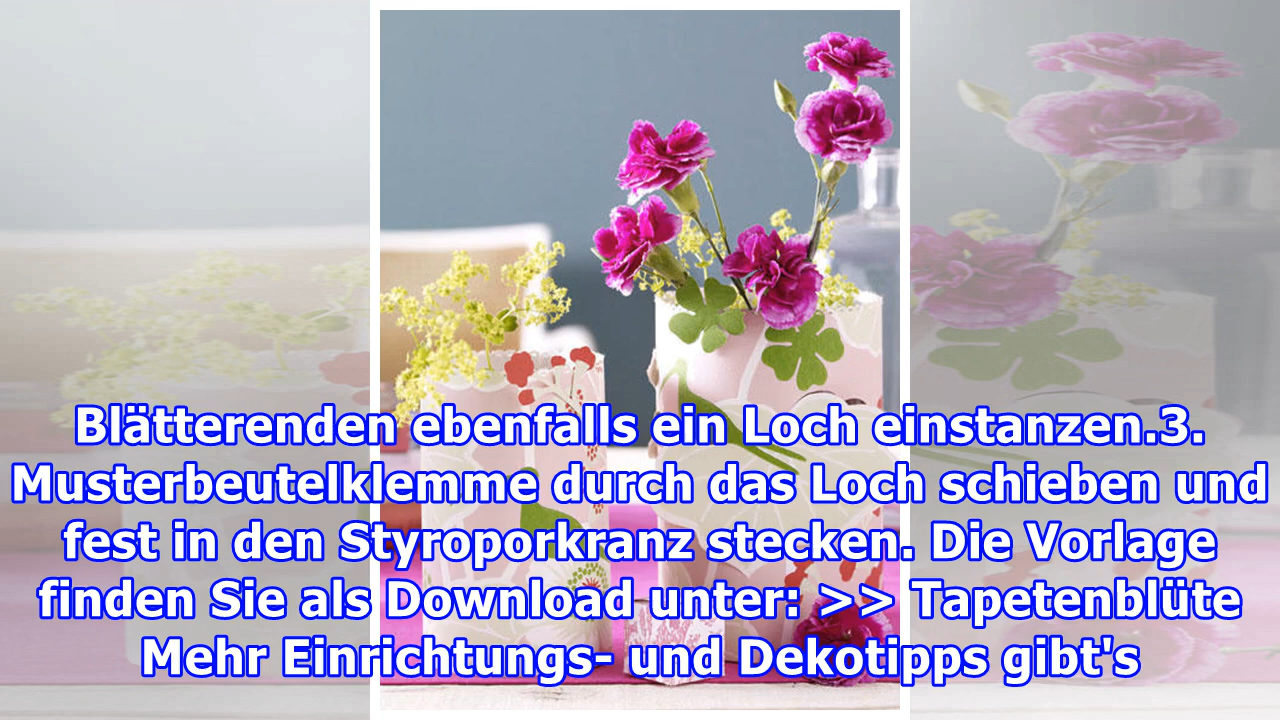 Blätterenden ebenfalls ein Loch einstanzen.3.
Musterbeutelklemme durch das Loch schieben und
fest in den Styroporkranz stecken. Die Vorlage
finden Sie als Download unter: >> Tapetenblüte
Mehr Einrichtungs- und Dekotipps gibt's